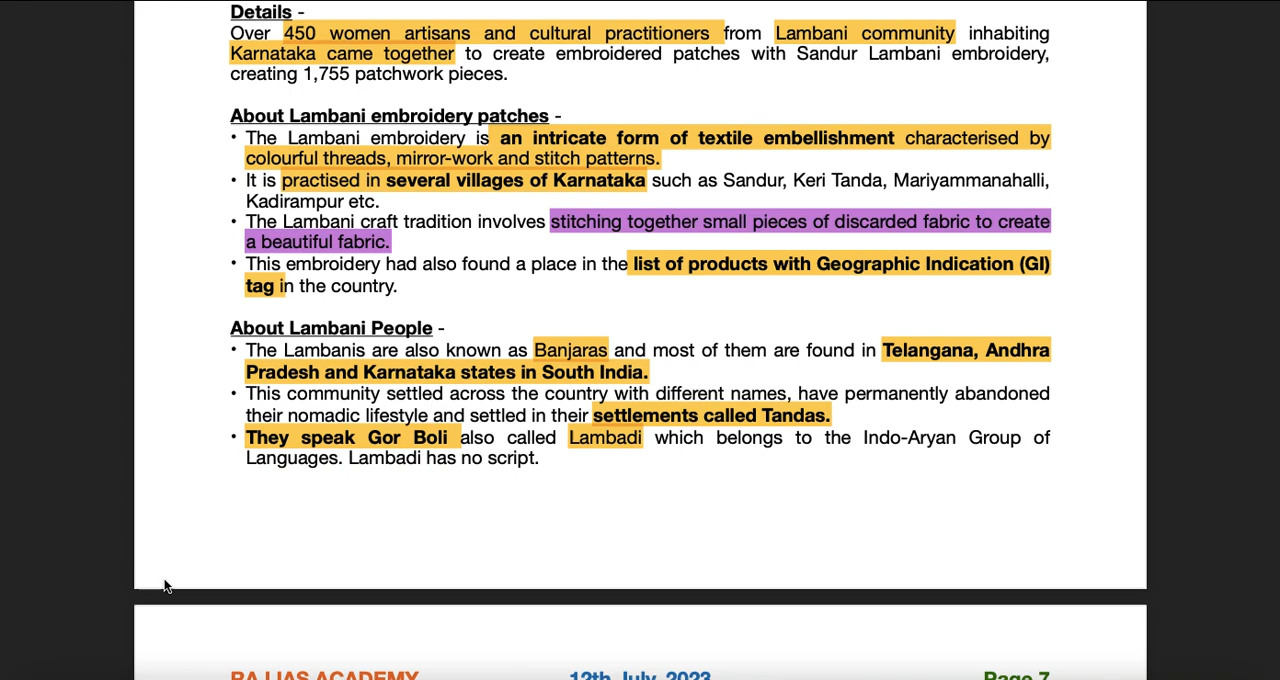 Details -
Over 450 women artisans and cultural practitioners from Lambani community inhabiting
Karnataka came together to create embroidered patches with Sandur Lambani embroidery,
creating 1,755 patchwork pieces.
About Lambani embroidery patches -
• The Lambani embroidery is an intricate form of textile embellishment characterised by
colourful threads, mirror-work and stitch patterns.
• It is practised in several villages of Karnataka such as Sandur, Keri Tanda, Mariyammanahalli,
Kadirampur etc.
• The Lambani craft tradition involves stitching together small pieces of discarded fabric to create
a beautiful fabric.
• This embroidery had also found a place in the list of products with Geographic Indication (GI)
tag in the country.
About Lambani People -
• The Lambanis are also known as Banjaras and most of them are found in Telangana, Andhra
Pradesh and Karnataka states in South India.
• This community settled across the country with different names, have permanently abandoned
their nomadic lifestyle and settled in their settlements called Tandas.
• They speak Gor Boli also called Lambadi which belongs to the Indo-Aryan Group of
Languages. Lambadi has no script.
RAJ IAS ACADEMY 12th July, 2023 Page 7